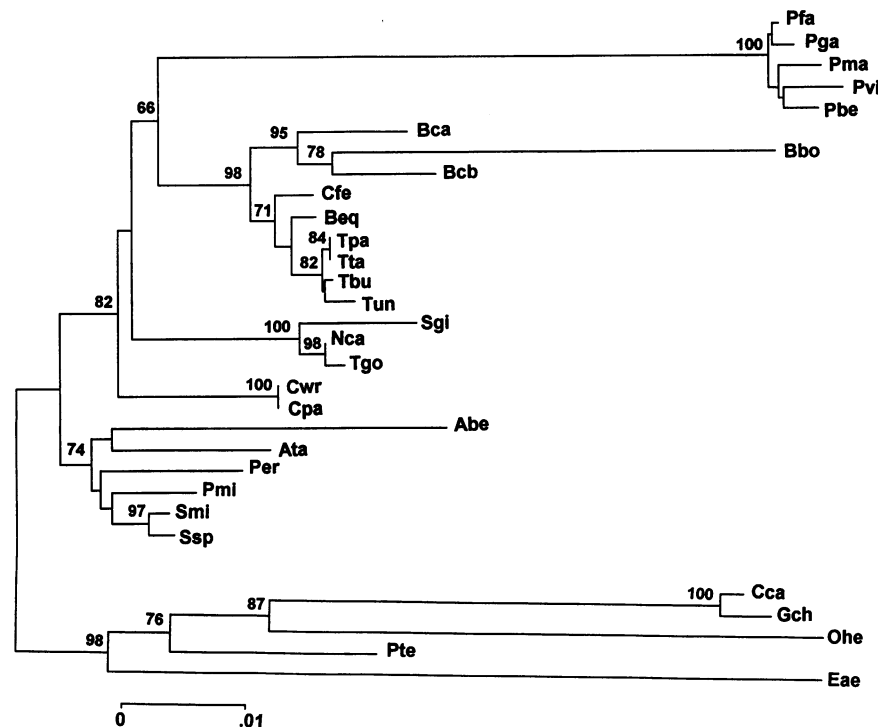 Pfa
100
Pga
Pma
Pvi
66
Pbe
95
Bca
78
Bbo
98
Bcb
Cfe
71
Beq
84
Tpa
82
Tta
Tbu
82
Tun
100
Sgi
98
Nca
Tgo
100
Cwr
Cpa
Abe
74
Ata
Per
Pmi
97
Smi
Ssp
100
Cca
87
Gch
76
Ohe
98
Pte
Eae
0 .01